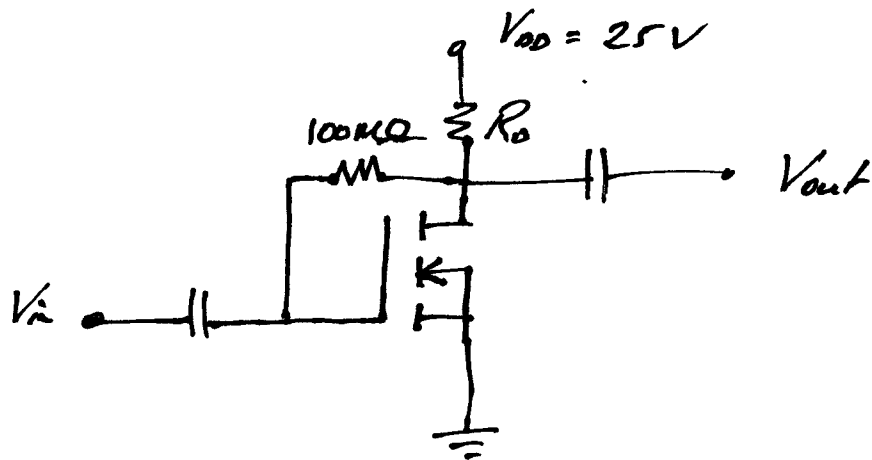 V_DD = 25V
100MΩ R_D
V_out
V_in